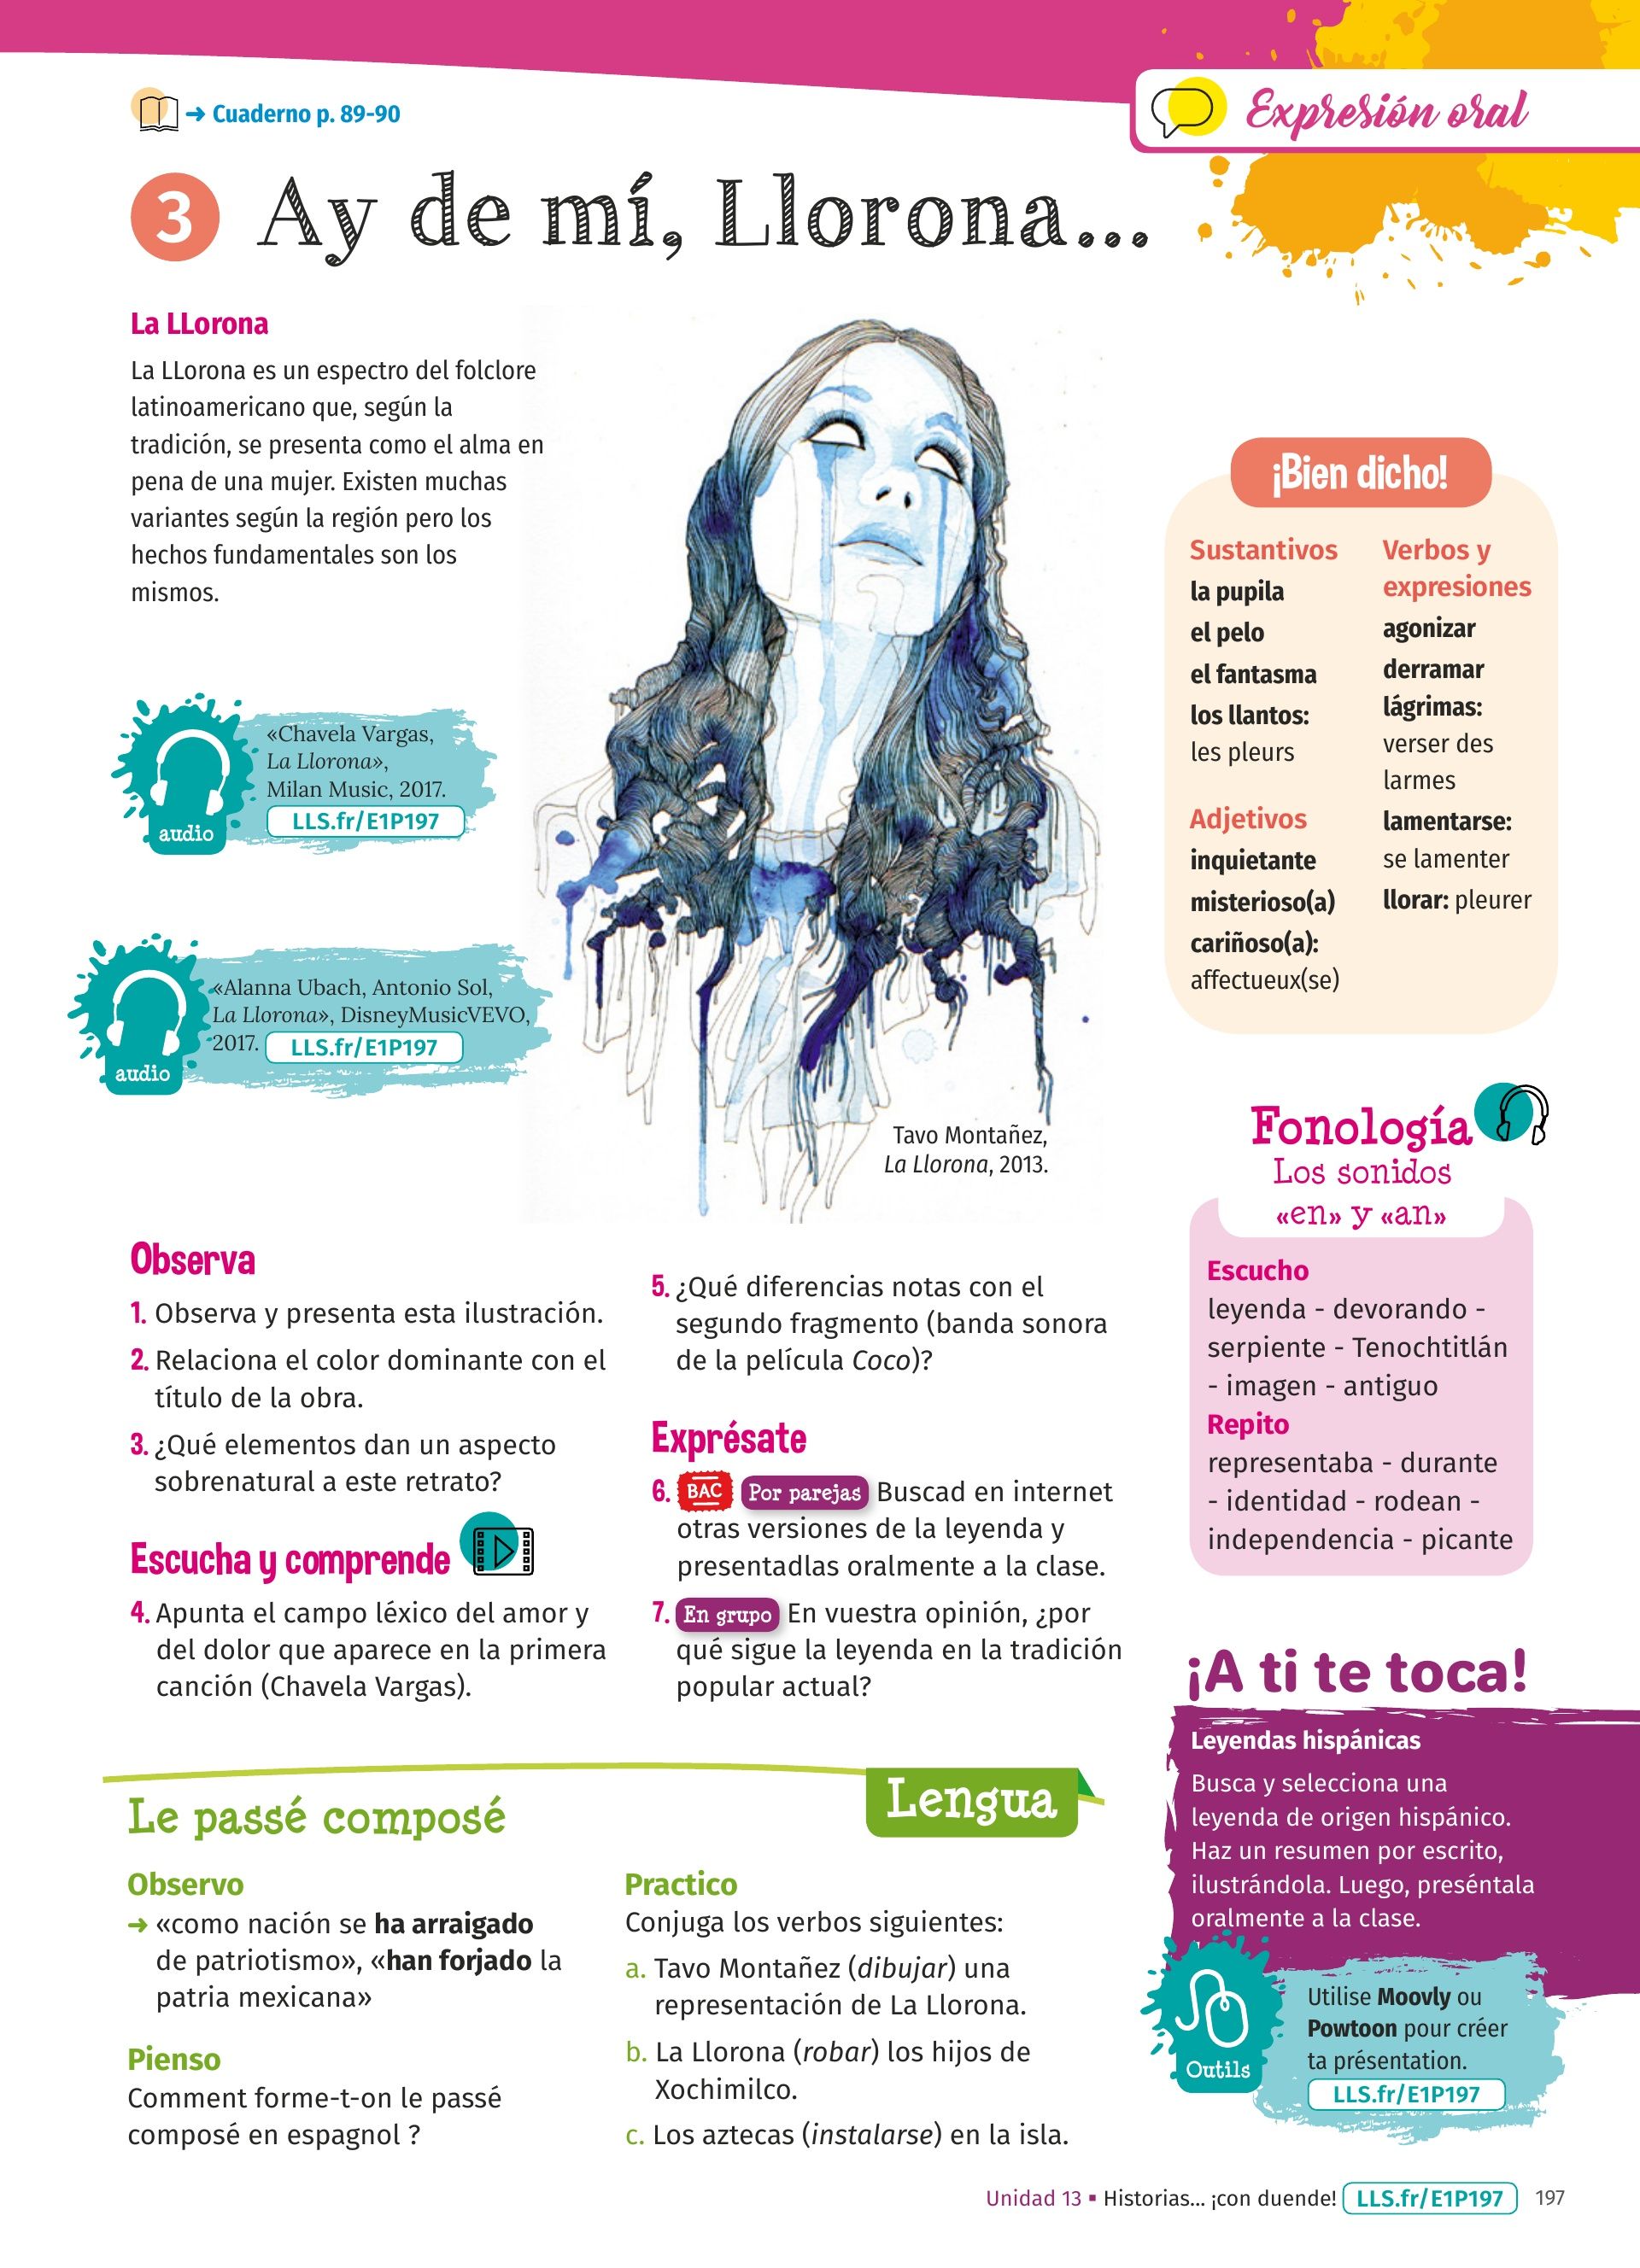 ➜ Cuaderno p. 89-90
Expresión oral
3 Ay de mí, Llorona...
La LLorona
La LLorona es un espectro del folclore
latinoamericano que, según la
tradición, se presenta como el alma en
pena de una mujer. Existen muchas
variantes según la región pero los
hechos fundamentales son los
mismos.
«Chavela Vargas,
La Llorona»,
Milan Music, 2017.
LLS.fr/E1P197
audio
«Alanna Ubach, Antonio Sol,
La Llorona», DisneyMusicVEVO,
2017. LLS.fr/E1P197
audio
Tavo Montañez,
La Llorona, 2013.
¡Bien dicho!
Sustantivos
la pupila
el pelo
el fantasma
los llantos:
les pleurs
Adjetivos
inquietante
misterioso(a)
cariñoso(a):
affectueux(se)
Verbos y
expresiones
agonizar
derramar
lágrimas:
verser des
larmes
lamentarse:
se lamenter
llorar: pleurer
Fonología
Los sonidos
«en» y «an»
Escucho
leyenda - devorando -
serpiente - Tenochtitlán
- imagen - antiguo
Repito
representaba - durante
- identidad - rodean -
independencia - picante
Observa
1. Observa y presenta esta ilustración.
2. Relaciona el color dominante con el
título de la obra.
3. ¿Qué elementos dan un aspecto
sobrenatural a este retrato?
Escucha y comprende
4. Apunta el campo léxico del amor y
del dolor que aparece en la primera
canción (Chavela Vargas).
5. ¿Qué diferencias notas con el
segundo fragmento (banda sonora
de la película Coco)?
Exprésate
6. BAC Por parejas Buscad en internet
otras versiones de la leyenda y
presentadlas oralmente a la clase.
7. En grupo En vuestra opinión, ¿por
qué sigue la leyenda en la tradición
popular actual?
¡A ti te toca!
Leyendas hispánicas
Busca y selecciona una
leyenda de origen hispánico.
Haz un resumen por escrito,
ilustrándola. Luego, preséntala
oralmente a la clase.
Outils
Utilise Moovly ou
Powtoon pour créer
ta présentation.
LLS.fr/E1P197
Lengua
Le passé composé
Observo
➜ «como nación se ha arraigado
de patriotismo», «han forjado la
patria mexicana»
Pienso
Comment forme-t-on le passé
composé en espagnol ?
Practico
Conjuga los verbos siguientes:
a. Tavo Montañez (dibujar) una
representación de La Llorona.
b. La Llorona (robar) los hijos de
Xochimilco.
c. Los aztecas (instalarse) en la isla.
Unidad 13 ▪ Historias... ¡con duende! LLS.fr/E1P197 197